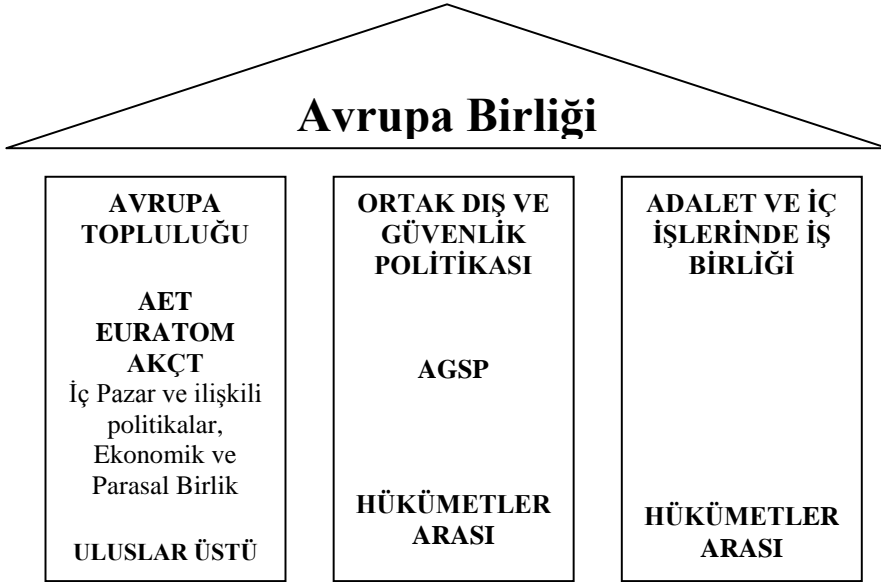 Avrupa Birliği
AVRUPA
TOPLULUĞU
AET
EURATOM
AKÇT
İç Pazar ve ilişkili
politikalar,
Ekonomik ve
Parasal Birlik
ULUSLAR ÜSTÜ
ORTAK DIŞ VE
GÜVENLİK
POLİTİKASI
AGSP
HÜKÜMETLER
ARASI
ADALET VE İÇ
İŞLERİNDE İŞ
BİRLİĞİ
HÜKÜMETLER
ARASI